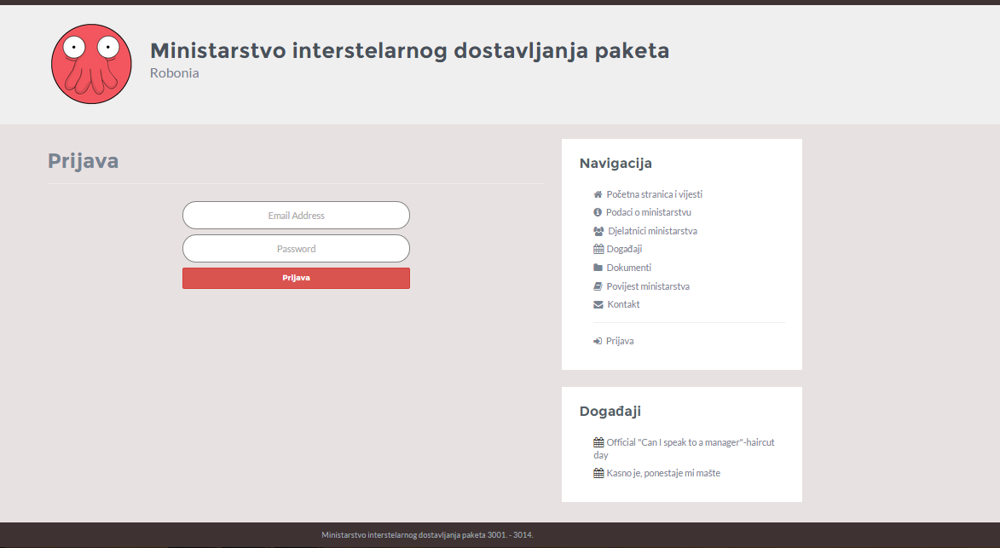 Ministarstvo interstelarnog dostavljanja paketa
Robonia
Prijava
Email Address
Password
Prijava
Navigacija
Početna stranica i vijesti
Podaci o ministarstvu
Djelatnici ministarstva
Događaji
Dokumenti
Povijest ministarstva
Kontakt
Prijava
Događaji
Official "Can I speak to a manager"-haircut
day
Kasno je, ponestaje mi mašte
Ministarstvo interstelarnog dostavljanja paketa 3001. - 3014.